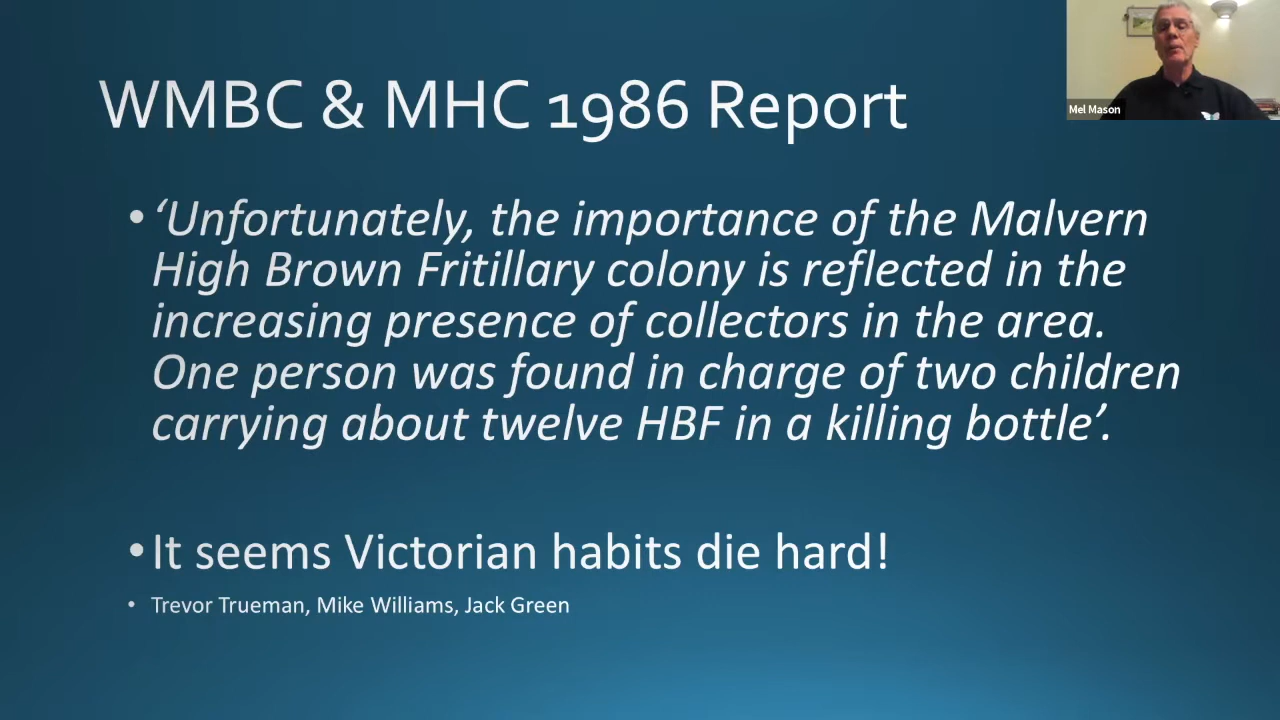 WMBC & MHC 1986 Report
Mel Mason
• ‘Unfortunately, the importance of the Malvern
High Brown Fritillary colony is reflected in the
increasing presence of collectors in the area.
One person was found in charge of two children
carrying about twelve HBF in a killing bottle’.
• It seems Victorian habits die hard!
• Trevor Trueman, Mike Williams, Jack Green